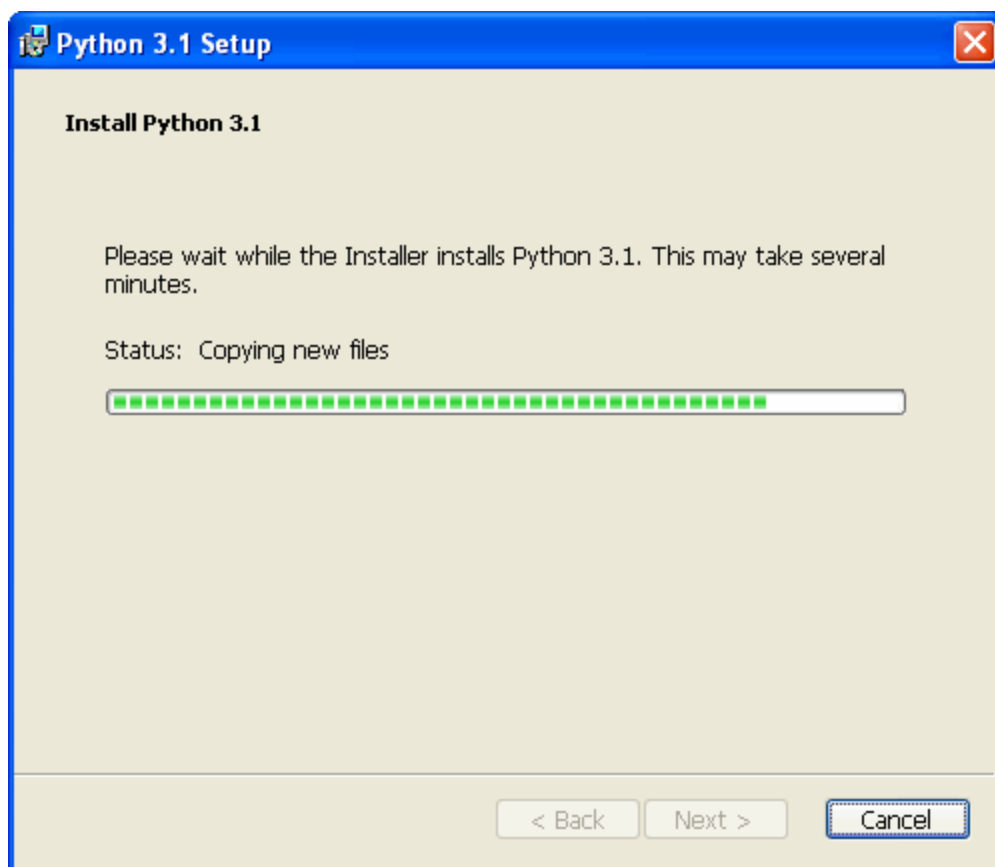 Python 3.1 Setup
Install Python 3.1
Please wait while the Installer installs Python 3.1. This may take several
minutes.
Status: Copying new files
< Back Next > Cancel